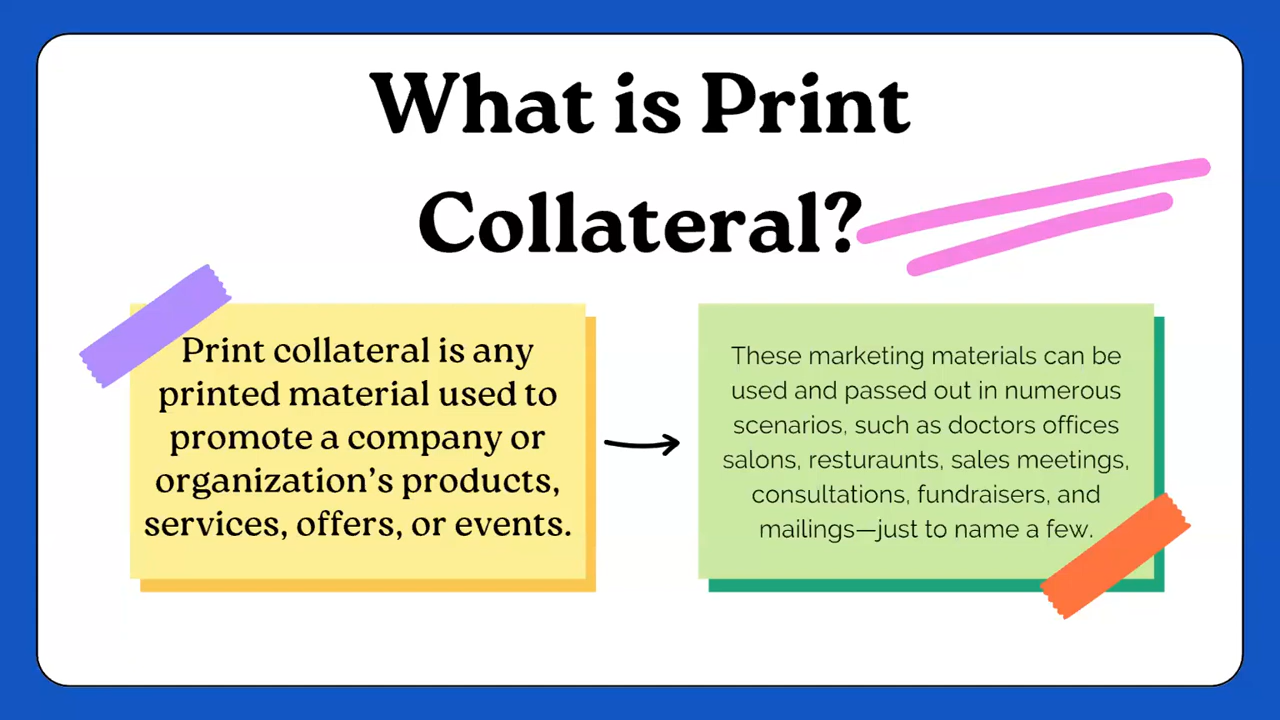 What is Print
Collateral?
Print collateral is any
printed material used to
promote a company or
organization’s products,
services, offers, or events.
These marketing materials can be
used and passed out in numerous
scenarios, such as doctors offices
salons, resturaunts, sales meetings,
consultations, fundraisers, and
mailings—just to name a few.